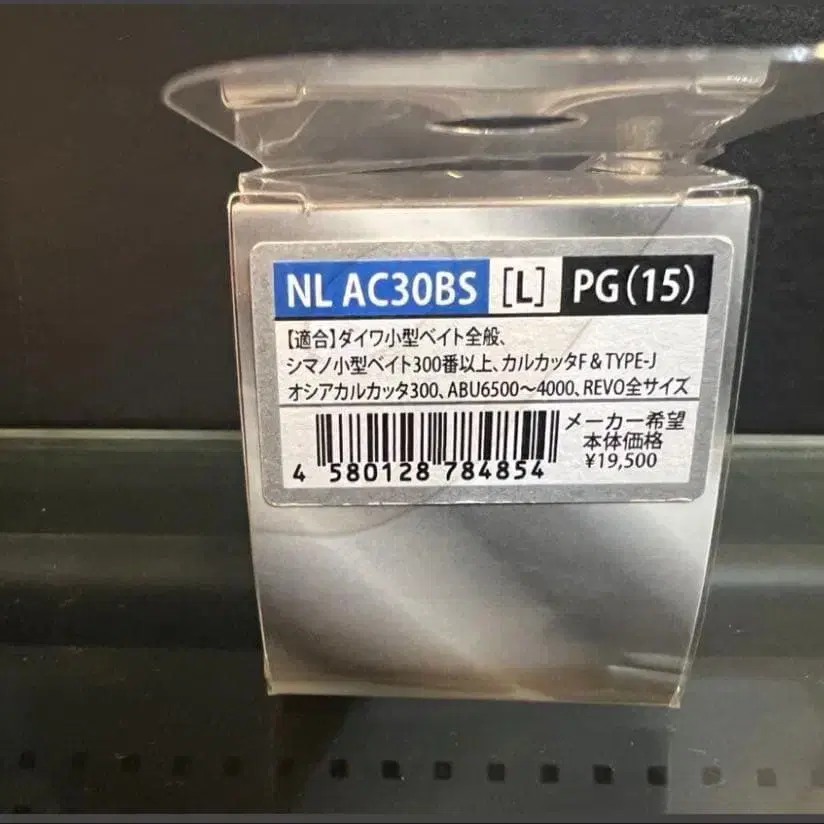 NL AC30BS [L] PG(15)
【適合】ダイワ小型ベイト全般、
シマノ小型ベイト300番以上、カルカッタF&TYPE-J
オシアカルカッタ300、ABU6500～4000、REVO全サイズ
メーカー希望
本体価格
¥19,500
4 580128 784854